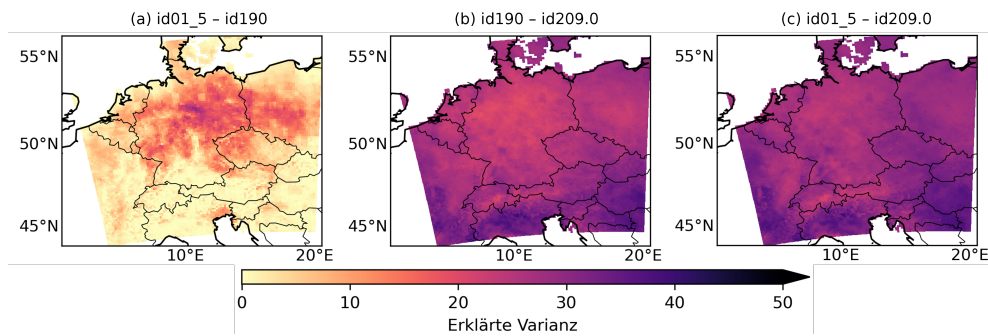 (a) id01_5 – id190
(b) id190 – id209.0
(c) id01_5 – id209.0
55°N
50°N
45°N
10°E
20°E
55°N
50°N
45°N
10°E
20°E
55°N
50°N
45°N
10°E
20°E
0
10
20
30
40
50
Erklärte Varianz